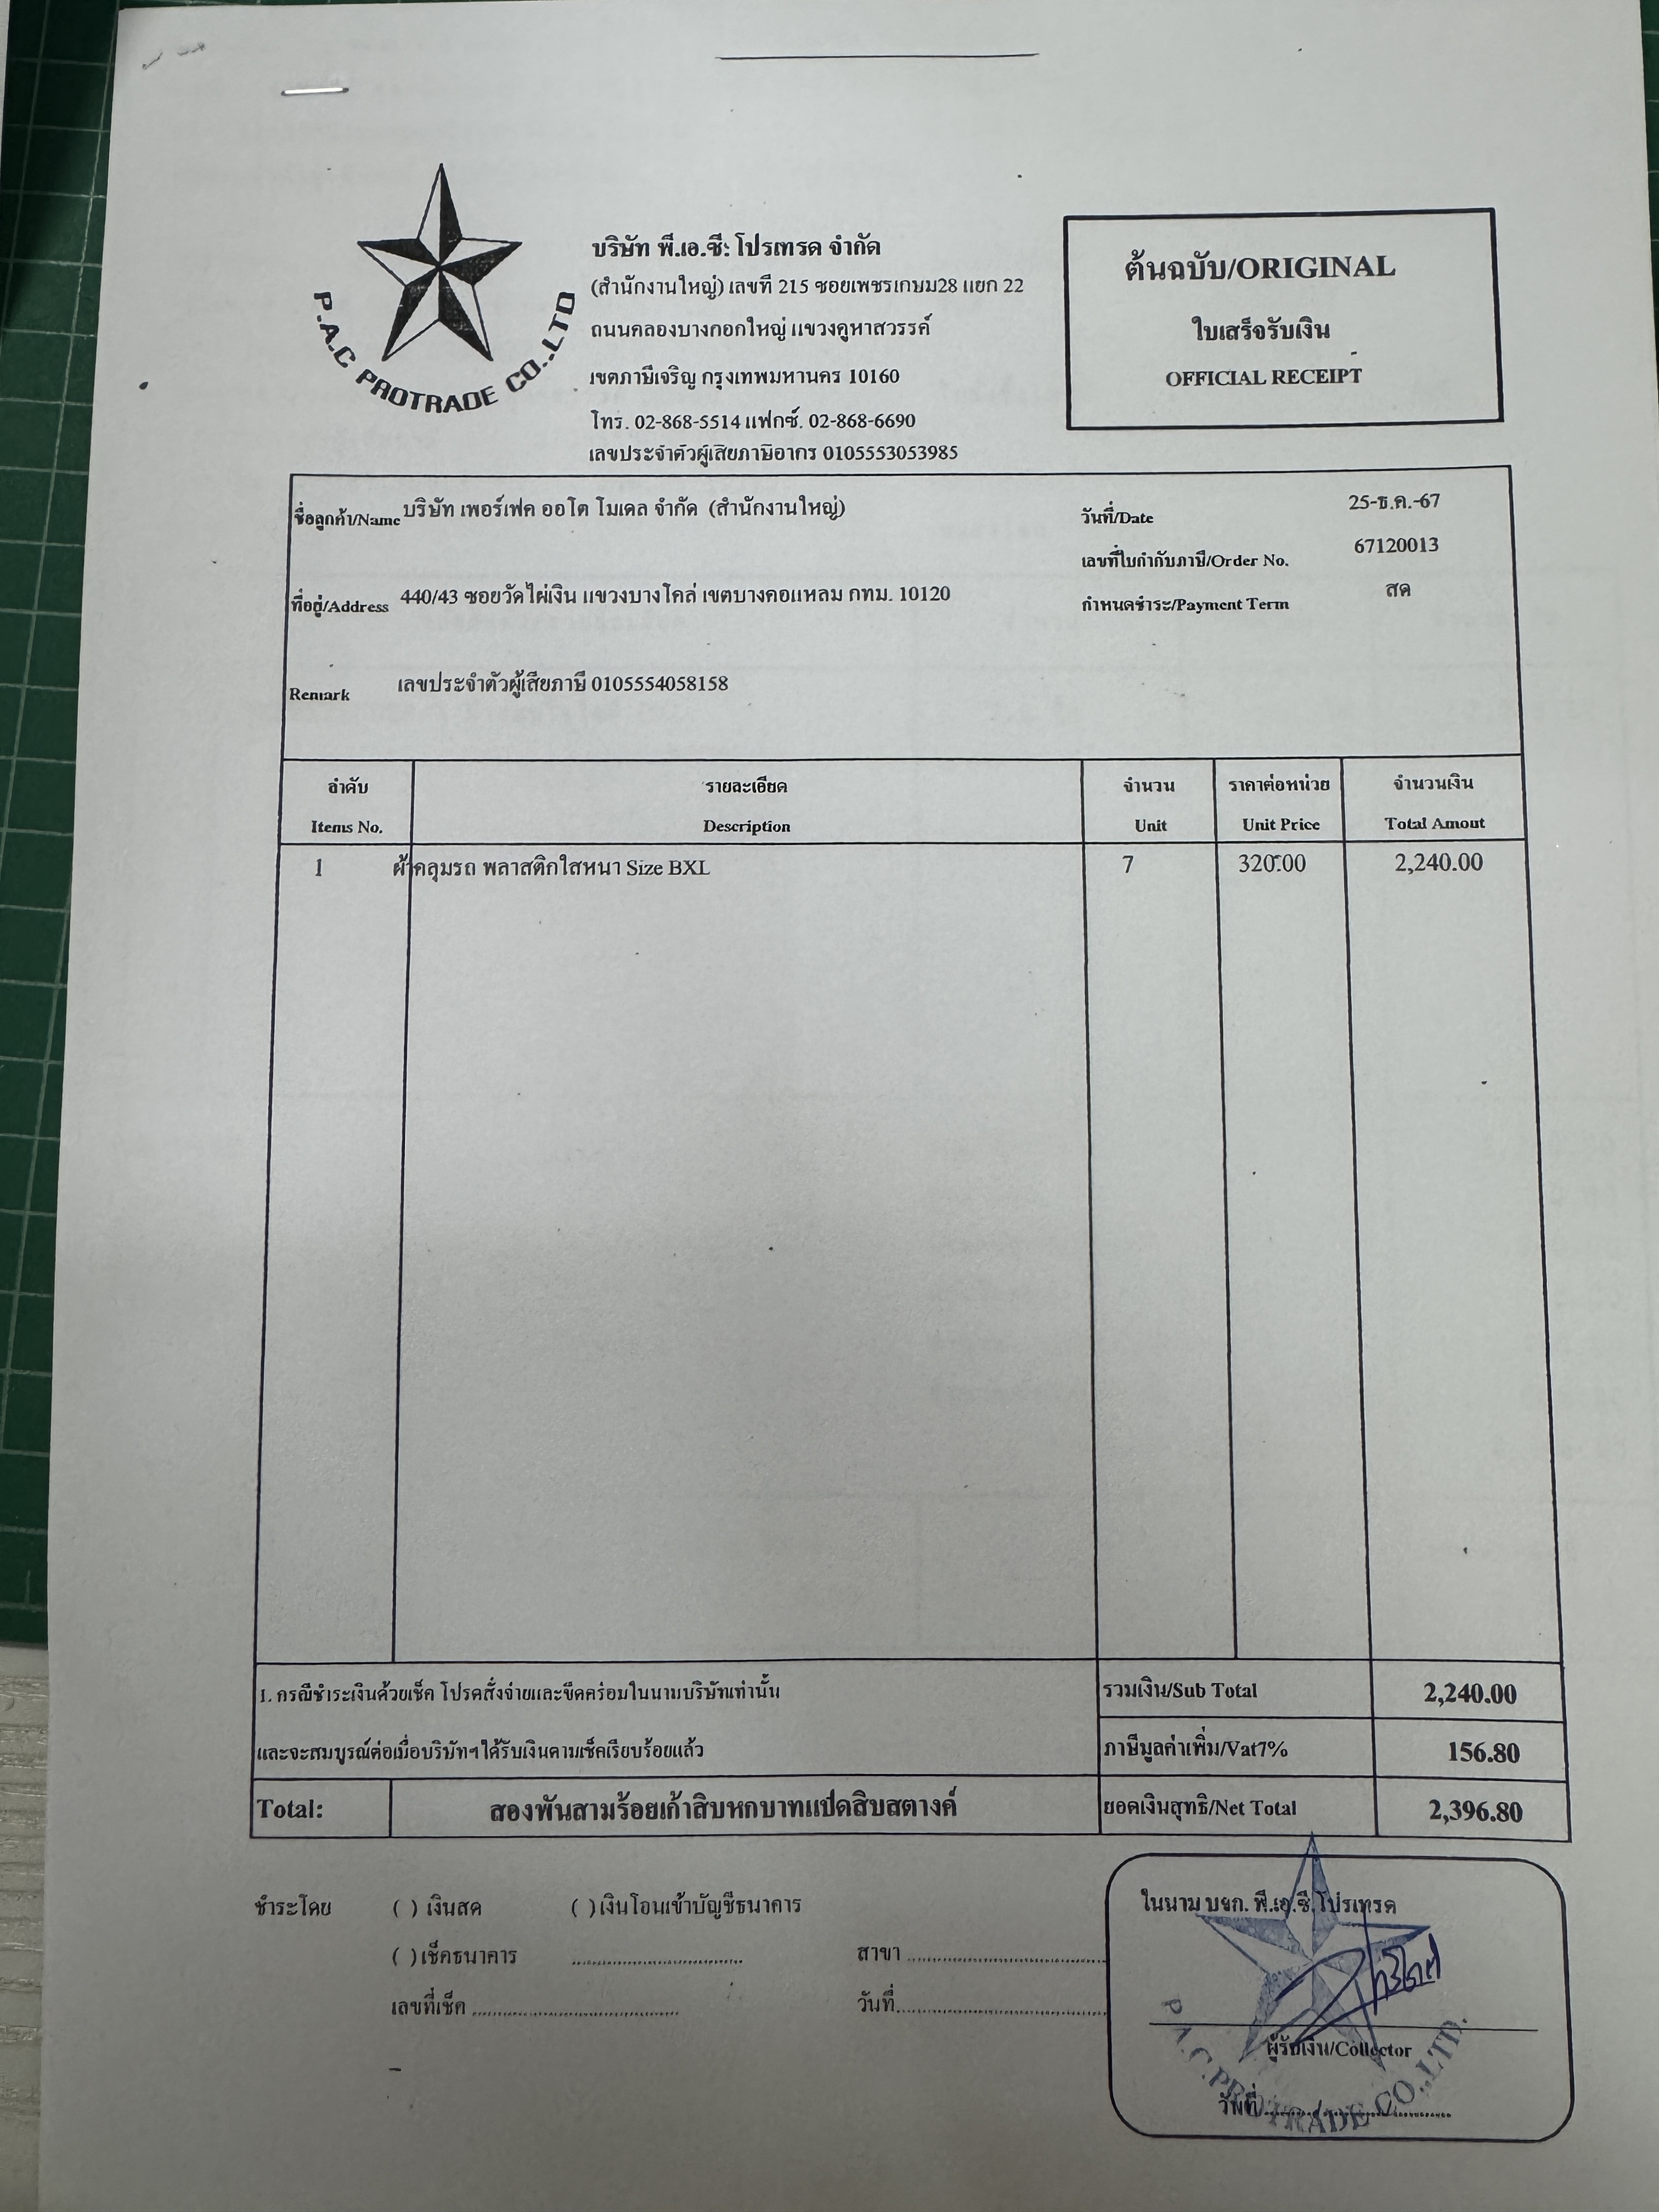 P.A.C PROTRADE CO.,LTD
บริษัท พี.เอ.ซี. โปรเทรด จำกัด
(สำนักงานใหญ่) เลขที่ 215 ซอยเพชรเกษม28 แยก 22
ถนนคลองบางกอกใหญ่ แขวงคูหาสวรรค์
เขตภาษีเจริญ กรุงเทพมหานคร 10160
โทร. 02-868-5514 แฟกซ์. 02-868-6690
เลขประจำตัวผู้เสียภาษีอากร 0105553053985
ต้นฉบับ/ORIGINAL
ใบเสร็จรับเงิน
OFFICIAL RECEIPT
ชื่อลูกค้า/Name บริษัท เพอร์เฟค ออโต โมเดล จำกัด (สำนักงานใหญ่)
วันที่/Date 25-ธ.ค.-67
เลขที่ใบกำกับภาษี/Order No. 67120013
ที่อยู่/Address 440/43 ซอยวัดไผ่เงิน แขวงบางโคล่ เขตบางคอแหลม กทม. 10120
กำหนดชำระ/Payment Term สด
Remark เลขประจำตัวผู้เสียภาษี 0105554058158
ลำดับ รายละเอียด จำนวน ราคาต่อหน่วย จำนวนเงิน
Items No. Description Unit Unit Price Total Amout
1 ผ้าคลุมรถ พลาสติกใสหนา Size BXL 7 320.00 2,240.00
1. กรณีชำระเงินด้วยเช็ค โปรดสั่งจ่ายและขีดคร่อมในนามบริษัทเท่านั้น รวมเงิน/Sub Total 2,240.00
และจะสมบูรณ์ต่อเมื่อบริษัทฯได้รับเงินตามเช็คเรียบร้อยแล้ว ภาษีมูลค่าเพิ่ม/Vat7% 156.80
Total: สองพันสามร้อยเก้าสิบหกบาทแปดสิบสตางค์ ยอดเงินสุทธิ/Net Total 2,396.80
ชำระโดย ( ) เงินสด ( )เงินโอนเข้าบัญชีธนาคาร
( )เช็คธนาคาร ........................ สาขา ........................
เลขที่เช็ค ........................ วันที่........................
ในนาม บจก. พี.เอ.ซี.โปรเทรด
ผู้รับเงิน/Collector
วันที่........./............/............
P.A.C.PROTRADE CO.,LTD.